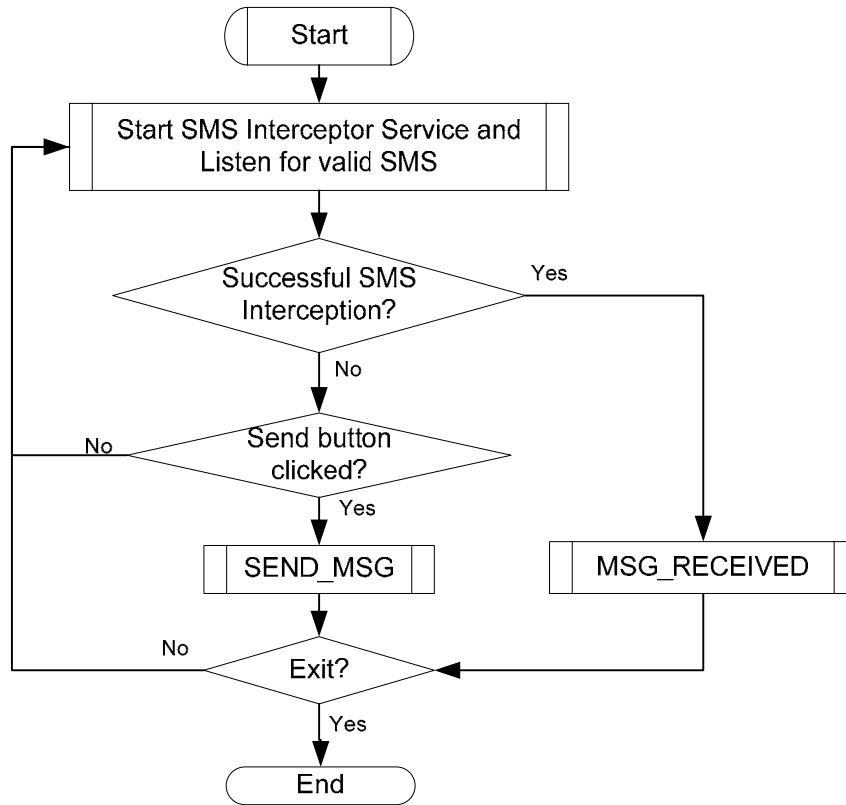 Start
Start SMS Interceptor Service and
Listen for valid SMS
Successful SMS
Interception?
Yes
No
Send button
clicked?
No
Yes
SEND_MSG
MSG_RECEIVED
No
Exit?
Yes
End